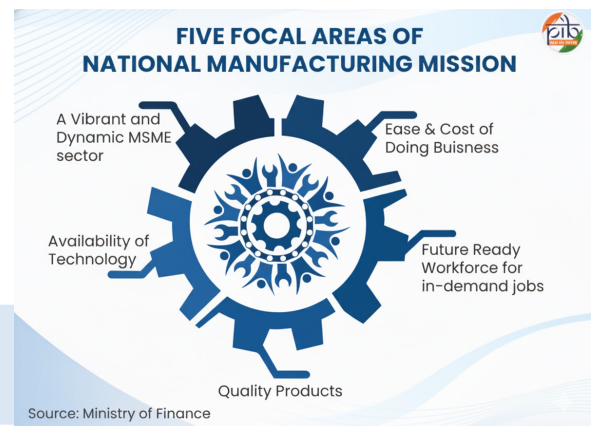 FIVE FOCAL AREAS OF
NATIONAL MANUFACTURING MISSION
pib
A Vibrant and
Dynamic MSME
sector
Ease & Cost of
Doing Buisness
Availability of
Technology
Future Ready
Workforce for
in-demand jobs
Quality Products
Source: Ministry of Finance